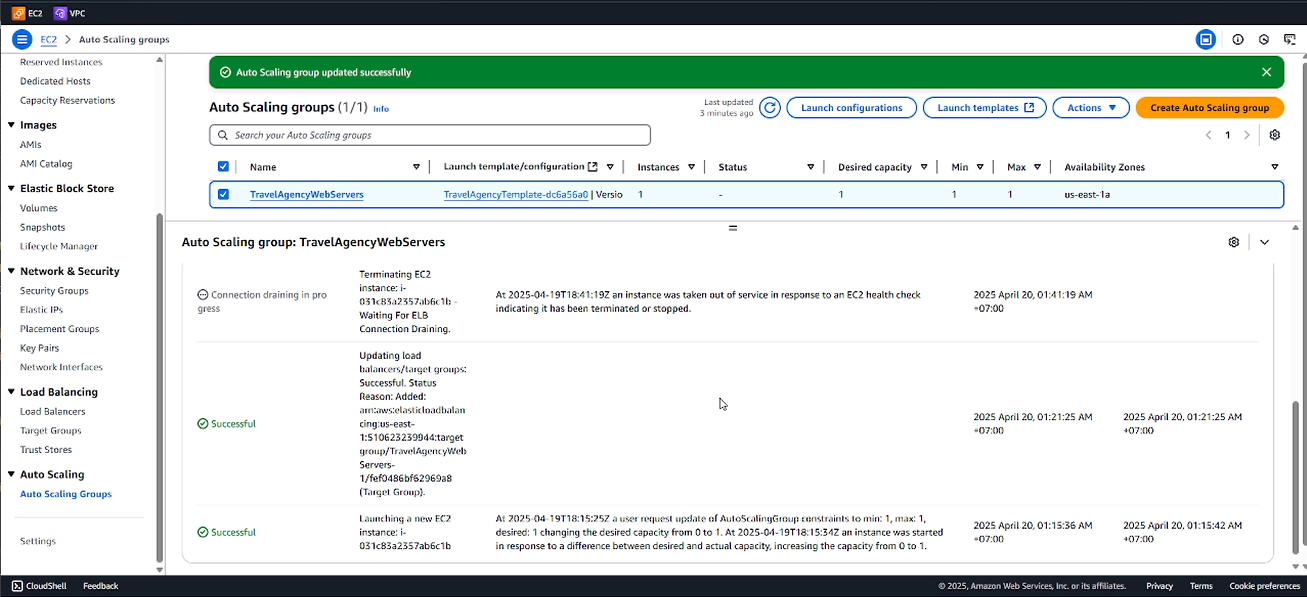 EC2 VPC
EC2 > Auto Scaling groups
Reserved Instances
Dedicated Hosts
Capacity Reservations
Images
AMIs
AMI Catalog
Elastic Block Store
Volumes
Snapshots
Lifecycle Manager
Network & Security
Security Groups
Elastic IPs
Placement Groups
Key Pairs
Network Interfaces
Load Balancing
Load Balancers
Target Groups
Trust Stores
Auto Scaling
Auto Scaling Groups
Settings
Auto Scaling group updated successfully
Auto Scaling groups (1/1) Info
Last updated
3 minutes ago
Launch configurations
Launch templates
Actions
Create Auto Scaling group
Search your Auto Scaling groups
1
Name Launch template/configuration Instances Status Desired capacity Min Max Availability Zones
TravelAgencyWebServers TravelAgencyTemplate-dc6a56a0 | Versio 1 - 1 1 1 us-east-1a
Auto Scaling group: TravelAgencyWebServers
Connection draining in pro
gress
Terminating EC2
instance: i-
031c83a2357ab6c1b -
Waiting For ELB
Connection Draining.
At 2025-04-19T18:41:19Z an instance was taken out of service in response to an EC2 health check
indicating it has been terminated or stopped.
2025 April 20, 01:41:19 AM
+07:00
Successful
Updating load
balancers/target groups:
Successful. Status
Reason: Added:
arn:aws:elasticloadbalan
cing:us-east-
1:510623239944:target
group/TravelAgencyWeb
Servers-
1/fef0486bf62969a8
(Target Group).
2025 April 20, 01:21:25 AM
+07:00
2025 April 20, 01:21:25 AM
+07:00
Successful
Launching a new EC2
instance: i-
031c83a2357ab6c1b
At 2025-04-19T18:15:25Z a user request update of AutoScalingGroup constraints to min: 1, max: 1,
desired: 1 changing the desired capacity from 0 to 1. At 2025-04-19T18:15:34Z an instance was started
in response to a difference between desired and actual capacity, increasing the capacity from 0 to 1.
2025 April 20, 01:15:36 AM
+07:00
2025 April 20, 01:15:42 AM
+07:00
CloudShell Feedback
© 2025, Amazon Web Services, Inc. or its affiliates. Privacy Terms Cookie preferences